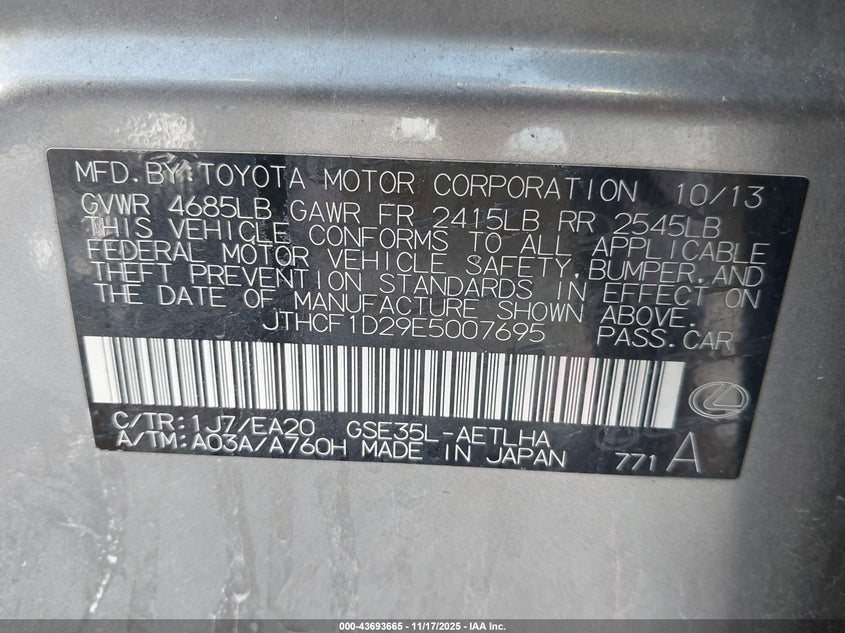 MFD.BY:TOYOTA MOTOR CORPORATION 10/13
GVWR 4685LB GAWR FR 2415LB RR 2545LB
THIS VEHICLE CONFORMS TO ALL APPLICABLE
FEDERAL MOTOR VEHICLE SAFETY,BUMPER,AND
THEFT PREVENTION STANDARDS IN EFFECT ON
THE DATE OF MANUFACTURE SHOWN ABOVE.
JTHCF1D29E5007695 PASS.CAR
C/TR:1J7/EA20 GSE35L-AETLHA
A/TM:A03A/A760H MADE IN JAPAN 771 A
000-43693665 - 11/17/2025 - IAA Inc.